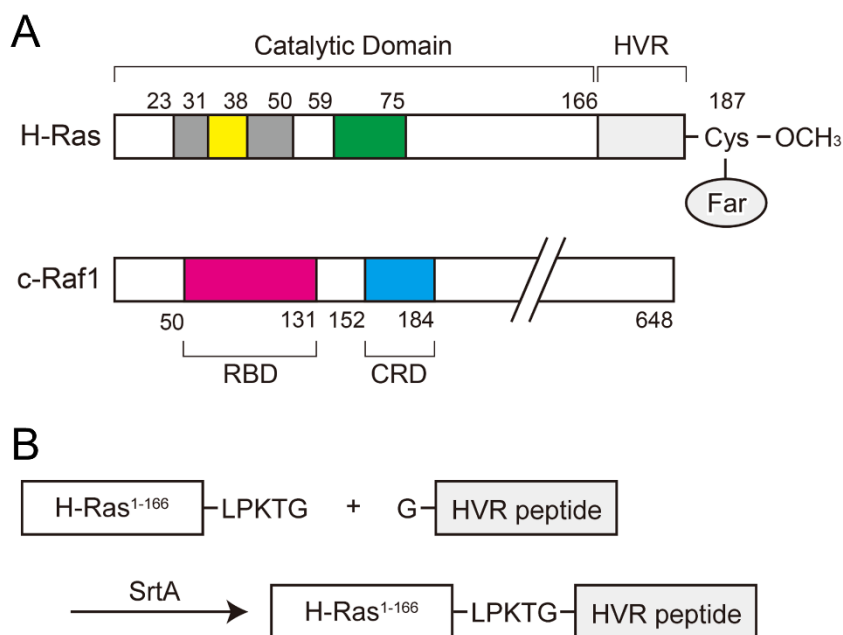 A
Catalytic Domain HVR
23 31 38 50 59 75 166 187
H-Ras Cys OCH₃
Far
c-Raf1
50 131 152 184 648
RBD CRD
B
H-Ras¹⁻¹⁶⁶ LPKTG + G HVR peptide
SrtA H-Ras¹⁻¹⁶⁶ LPKTG HVR peptide